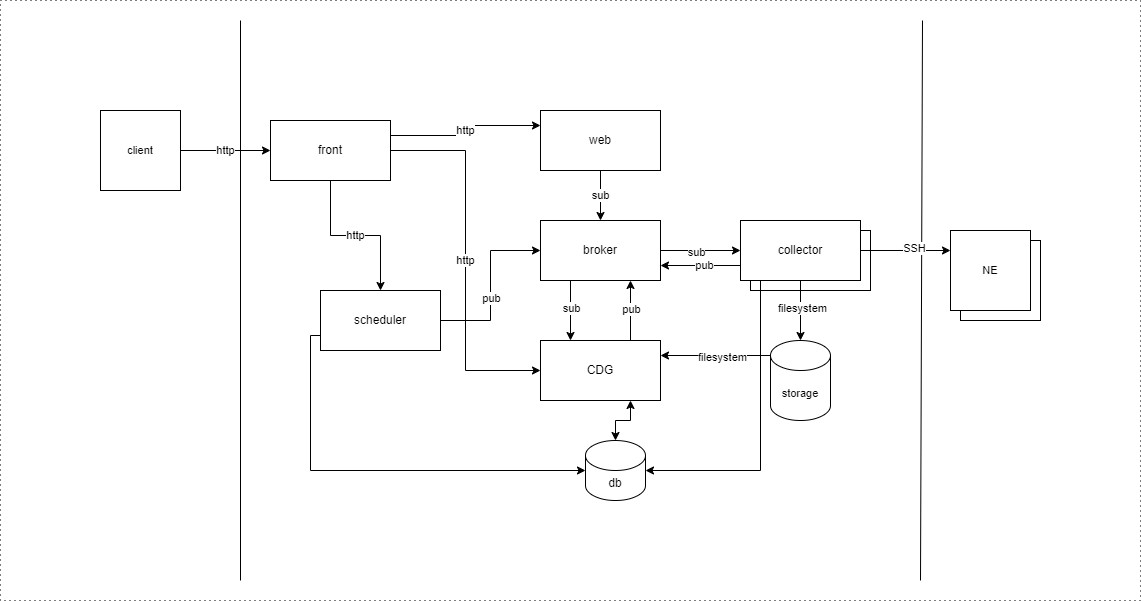 http
web
client
http
front
sub
http
broker
sub
pub
collector
SSH
NE
http
pub
scheduler
sub
pub
filesystem
CDG
filesystem
storage
db